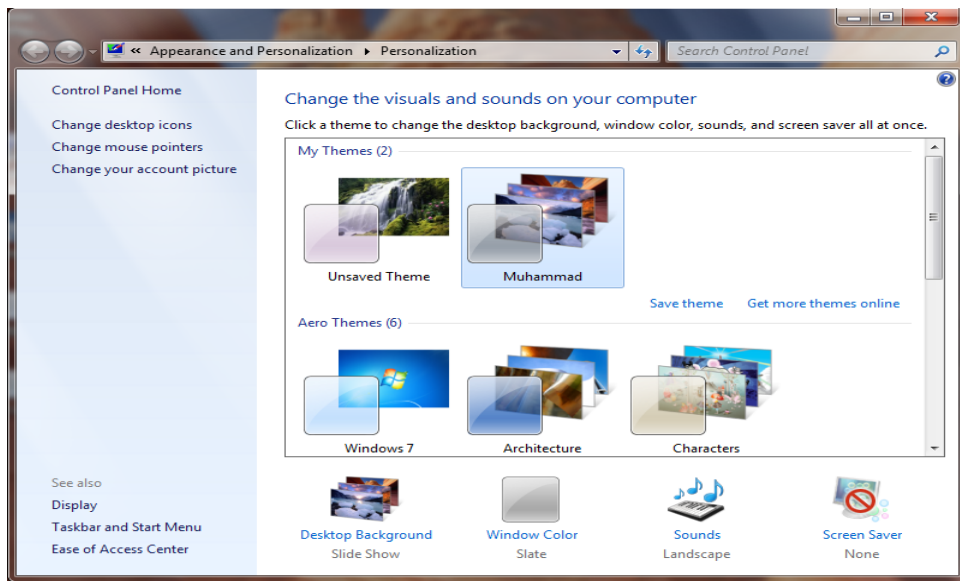 « Appearance and Personalization ▸ Personalization
Search Control Panel
Control Panel Home
Change desktop icons
Change mouse pointers
Change your account picture
Change the visuals and sounds on your computer
Click a theme to change the desktop background, window color, sounds, and screen saver all at once.
My Themes (2)
Unsaved Theme
Muhammad
Save theme
Get more themes online
Aero Themes (6)
Windows 7
Architecture
Characters
See also
Display
Taskbar and Start Menu
Ease of Access Center
Desktop Background
Slide Show
Window Color
Slate
Sounds
Landscape
Screen Saver
None